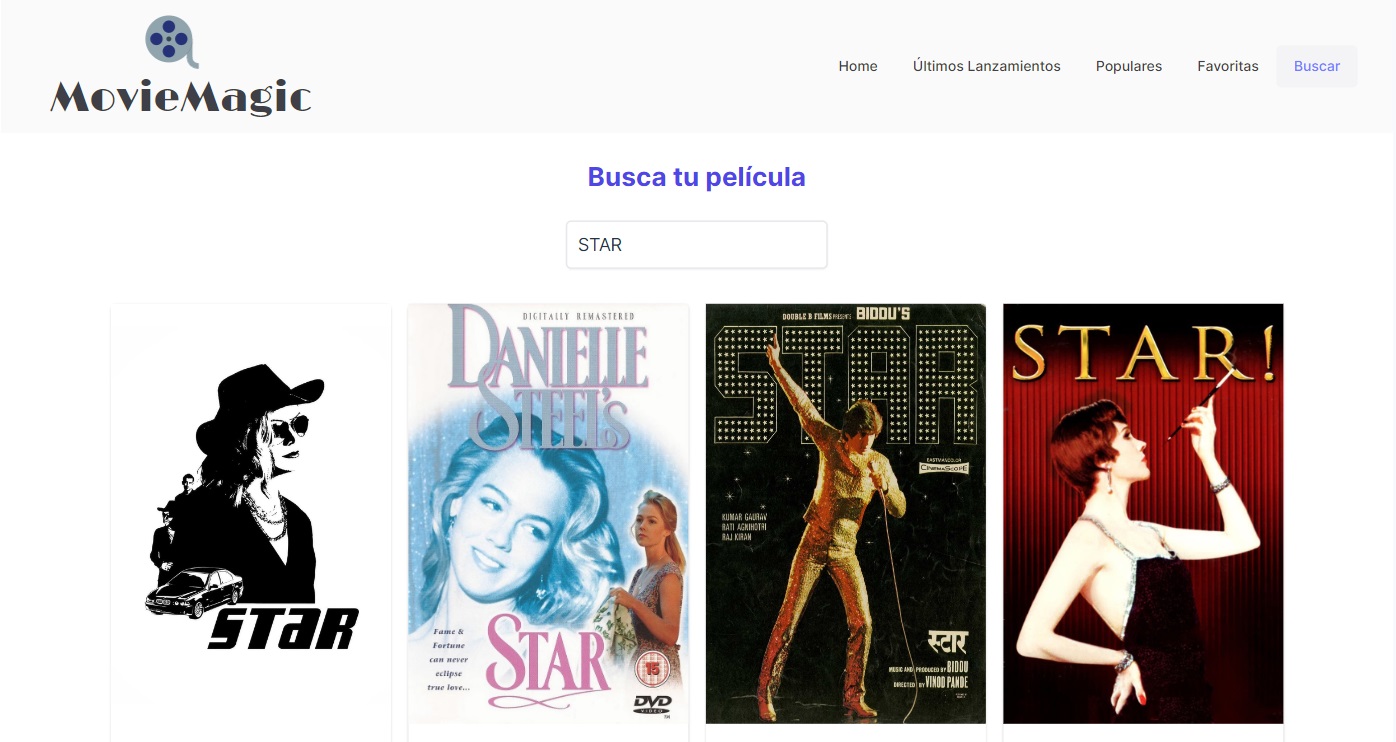 MovieMagic
Home Últimos Lanzamientos Populares Favoritas Buscar
Busca tu película
STAR
STAR
DIGITALLY REMASTERED
DANIELLE
STEEL'S
Fame &
Fortune
can never
eclipse
true love...
STAR
15
DVD
VIDEO
TM
DOUBLE B FILMS PRESENTS BIDDU'S
STAR
EASTMANCOLOR
CINEMASCOPE
KUMAR GAURAV
RATI AGNIHOTRI
RAJ KIRAN
स्टार
MUSIC AND PRODUCED BY BIDDU
DIRECTED BY VINOD PANDE
STAR!